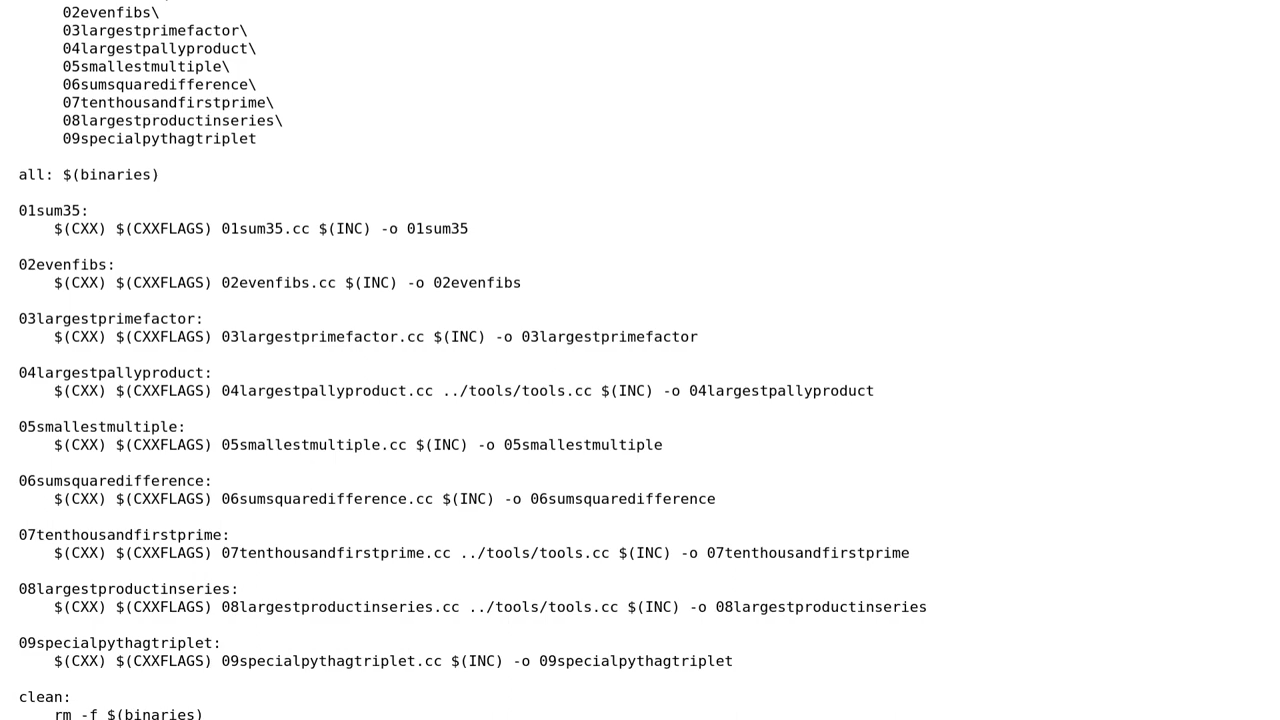 02evenfibs\
03largestprimefactor\
04largestpallyproduct\
05smallestmultiple\
06sumsquaredifference\
07tenthousandfirstprime\
08largestproductinseries\
09specialpythagtriplet
all: $(binaries)
01sum35:
$(CXX) $(CXXFLAGS) 01sum35.cc $(INC) -o 01sum35
02evenfibs:
$(CXX) $(CXXFLAGS) 02evenfibs.cc $(INC) -o 02evenfibs
03largestprimefactor:
$(CXX) $(CXXFLAGS) 03largestprimefactor.cc $(INC) -o 03largestprimefactor
04largestpallyproduct:
$(CXX) $(CXXFLAGS) 04largestpallyproduct.cc ../tools/tools.cc $(INC) -o 04largestpallyproduct
05smallestmultiple:
$(CXX) $(CXXFLAGS) 05smallestmultiple.cc $(INC) -o 05smallestmultiple
06sumsquaredifference:
$(CXX) $(CXXFLAGS) 06sumsquaredifference.cc $(INC) -o 06sumsquaredifference
07tenthousandfirstprime:
$(CXX) $(CXXFLAGS) 07tenthousandfirstprime.cc ../tools/tools.cc $(INC) -o 07tenthousandfirstprime
08largestproductinseries:
$(CXX) $(CXXFLAGS) 08largestproductinseries.cc ../tools/tools.cc $(INC) -o 08largestproductinseries
09specialpythagtriplet:
$(CXX) $(CXXFLAGS) 09specialpythagtriplet.cc $(INC) -o 09specialpythagtriplet
clean:
rm -f $(binaries)